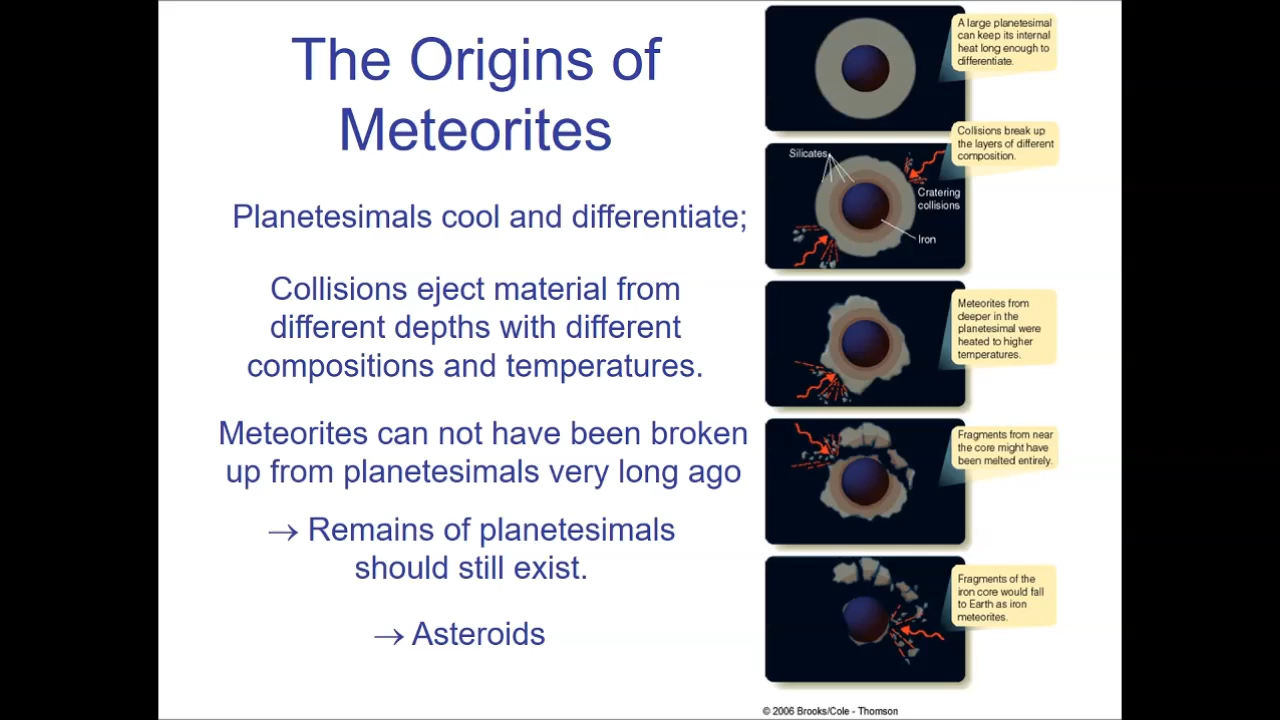 The Origins of
Meteorites
Planetesimals cool and differentiate;
Collisions eject material from
different depths with different
compositions and temperatures.
Meteorites can not have been broken
up from planetesimals very long ago
→ Remains of planetesimals
should still exist.
→ Asteroids
A large planetesimal
can keep its internal
heat long enough to
differentiate.
Collisions break up
the layers of different
composition.
Silicates
Cratering
collisions
Iron
Meteorites from
deeper in the
planetesimal were
heated to higher
temperatures.
Fragments from near
the core might have
been melted entirely.
Fragments of the
iron core would fall
to Earth as iron
meteorites.
© 2006 Brooks/Cole - Thomson